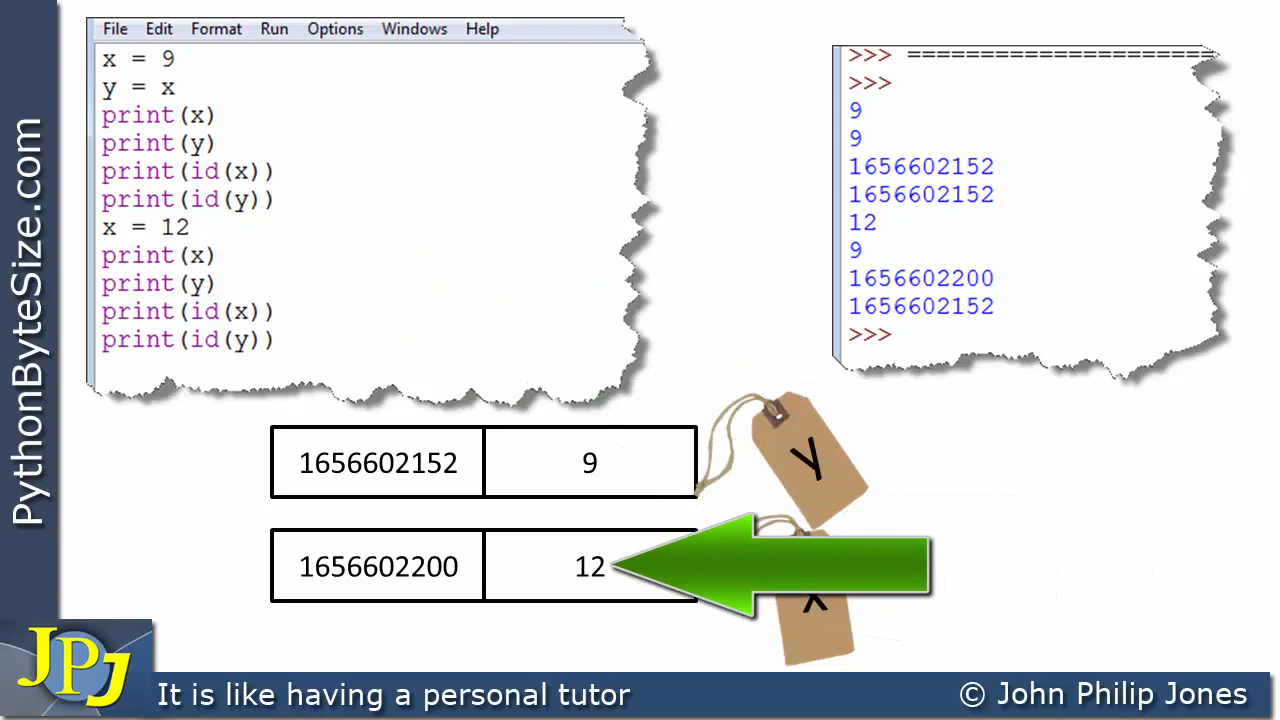 PythonByteSize.com
File Edit Format Run Options Windows Help
x = 9
y = x
print(x)
print(y)
print(id(x))
print(id(y))
x = 12
print(x)
print(y)
print(id(x))
print(id(y))
>>> ======================
>>>
9
9
1656602152
1656602152
12
9
1656602200
1656602152
>>>
1656602152 9
y
1656602200 12
x
JPJ
It is like having a personal tutor
© John Philip Jones